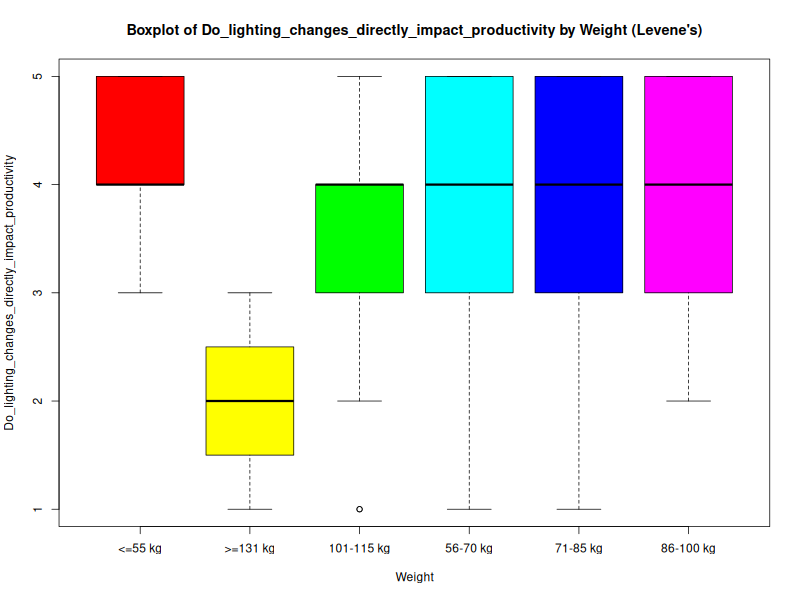 Boxplot of Do_lighting_changes_directly_impact_productivity by Weight (Levene's)
Do_lighting_changes_directly_impact_productivity
5
4
3
2
1
<=55 kg >=131 kg 101-115 kg 56-70 kg 71-85 kg 86-100 kg
Weight